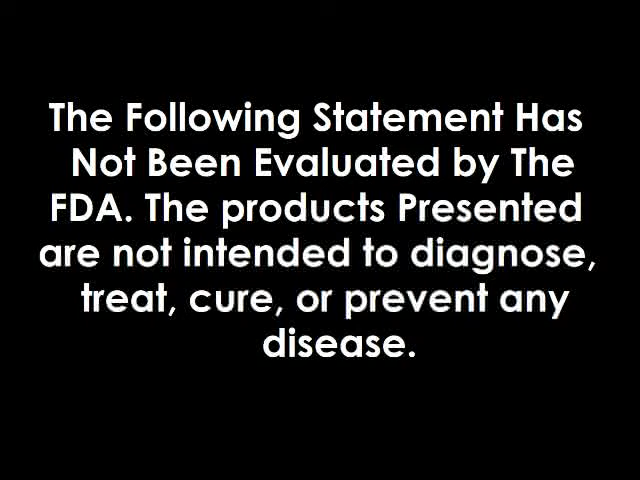 The Following Statement Has
Not Been Evaluated by The
FDA. The products Presented
are not intended to diagnose,
treat, cure, or prevent any
disease.